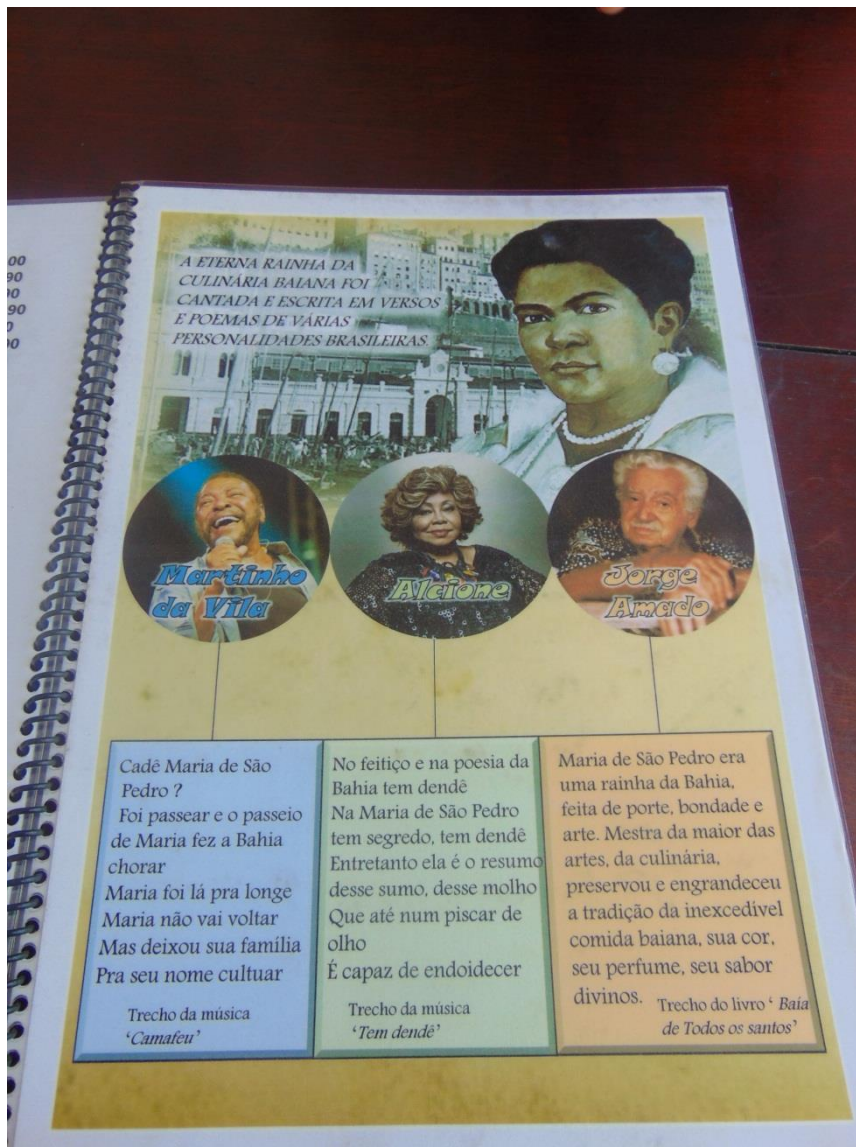 00
90
00
90
0
00
A ETERNA RAINHA DA
CULINÁRIA BAIANA FOI
CANTADA E ESCRITA EM VERSOS
E POEMAS DE VÁRIAS
PERSONALIDADES BRASILEIRAS.
Martinho
da Vila
Alcione
Jorge
Amado
Cadê Maria de São
Pedro ?
Foi passear e o passeio
de Maria fez a Bahia
chorar
Maria foi lá pra longe
Maria não vai voltar
Mas deixou sua família
Pra seu nome cultuar
Trecho da música
‘Camafeu’
No feitiço e na poesia da
Bahia tem dendê
Na Maria de São Pedro
tem segredo, tem dendê
Entretanto ela é o resumo
desse sumo, desse molho
Que até num piscar de
olho
É capaz de endoidecer
Trecho da música
‘Tem dendê’
Maria de São Pedro era
uma rainha da Bahia,
feita de porte, bondade e
arte. Mestra da maior das
artes, da culinária,
preservou e engrandeceu
a tradição da inexcedível
comida baiana, sua cor,
seu perfume, seu sabor
divinos.
Trecho do livro ‘ Baía
de Todos os santos’